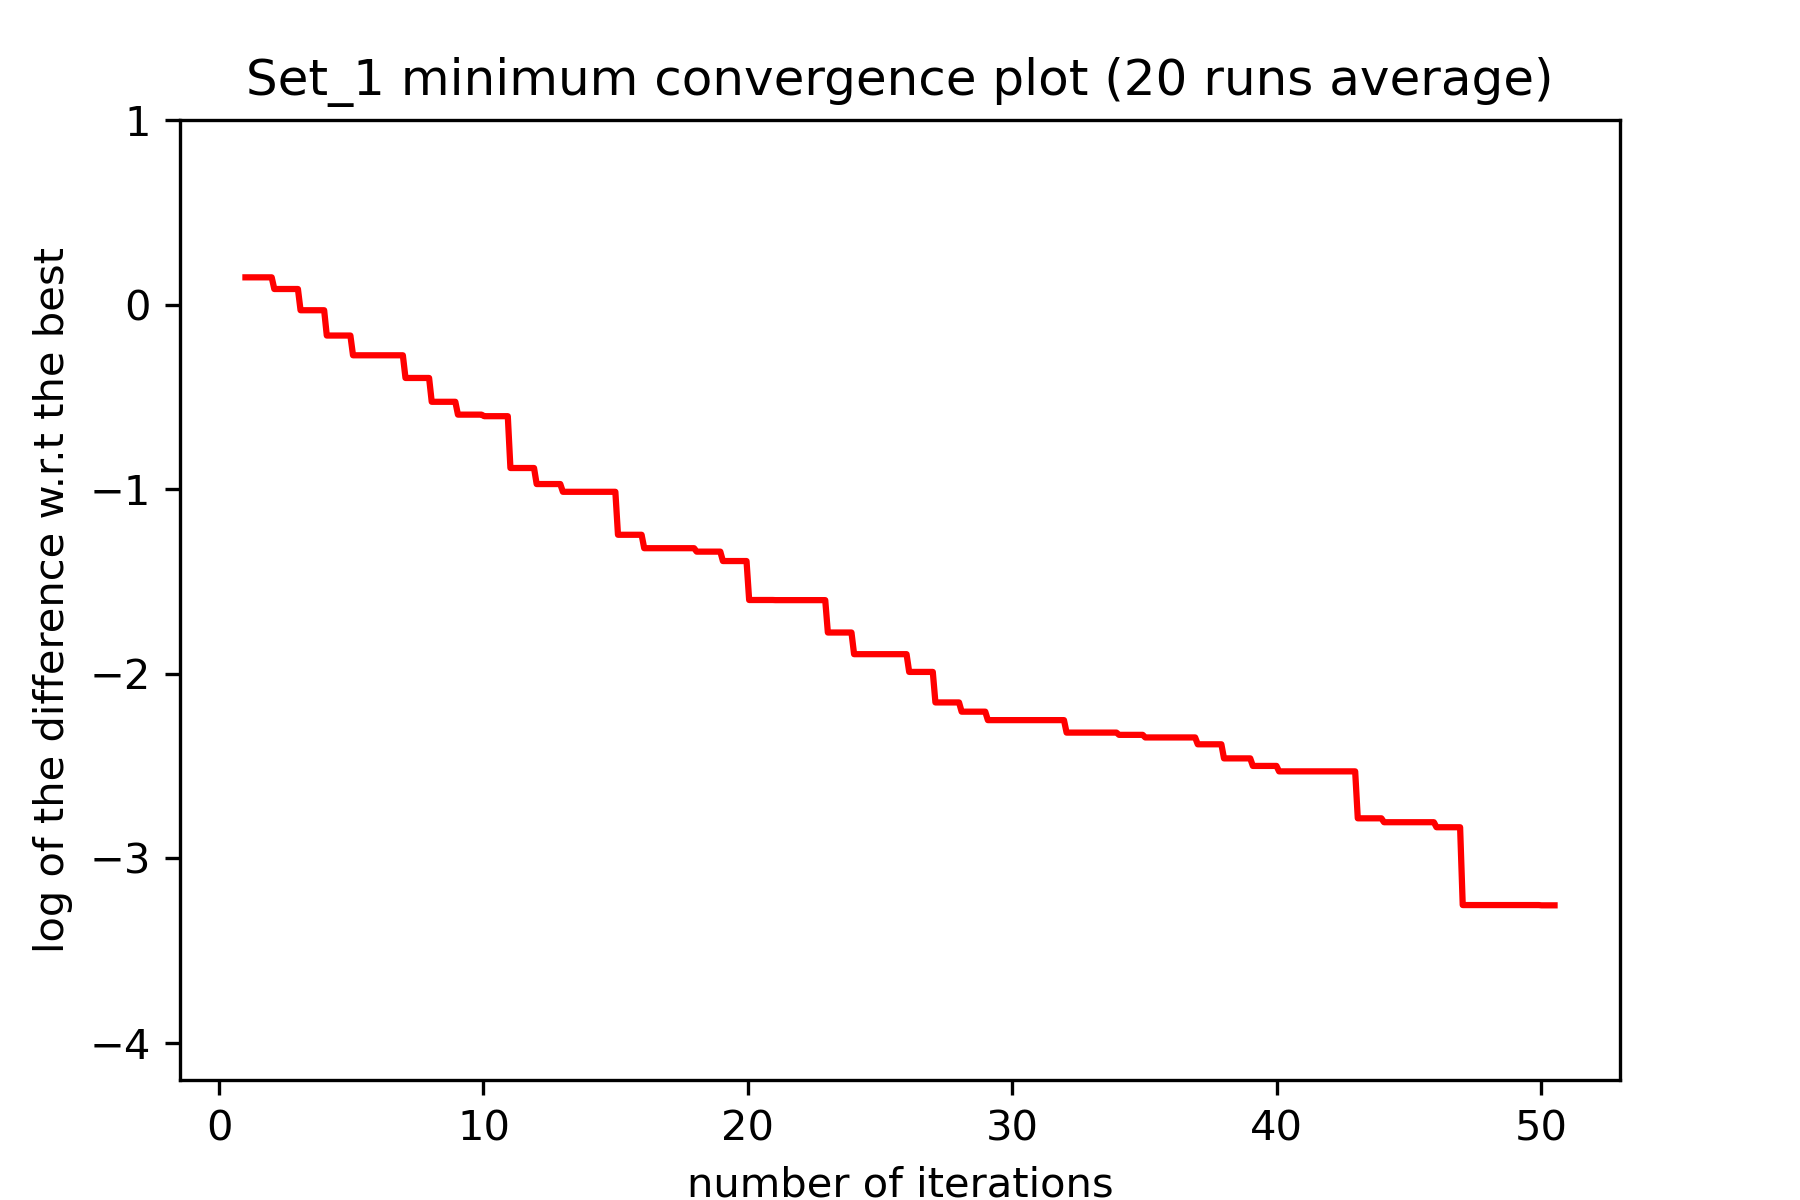 Set_1 minimum convergence plot (20 runs average)
log of the difference w.r.t the best
1
0
−1
−2
−3
−4
0 10 20 30 40 50
number of iterations